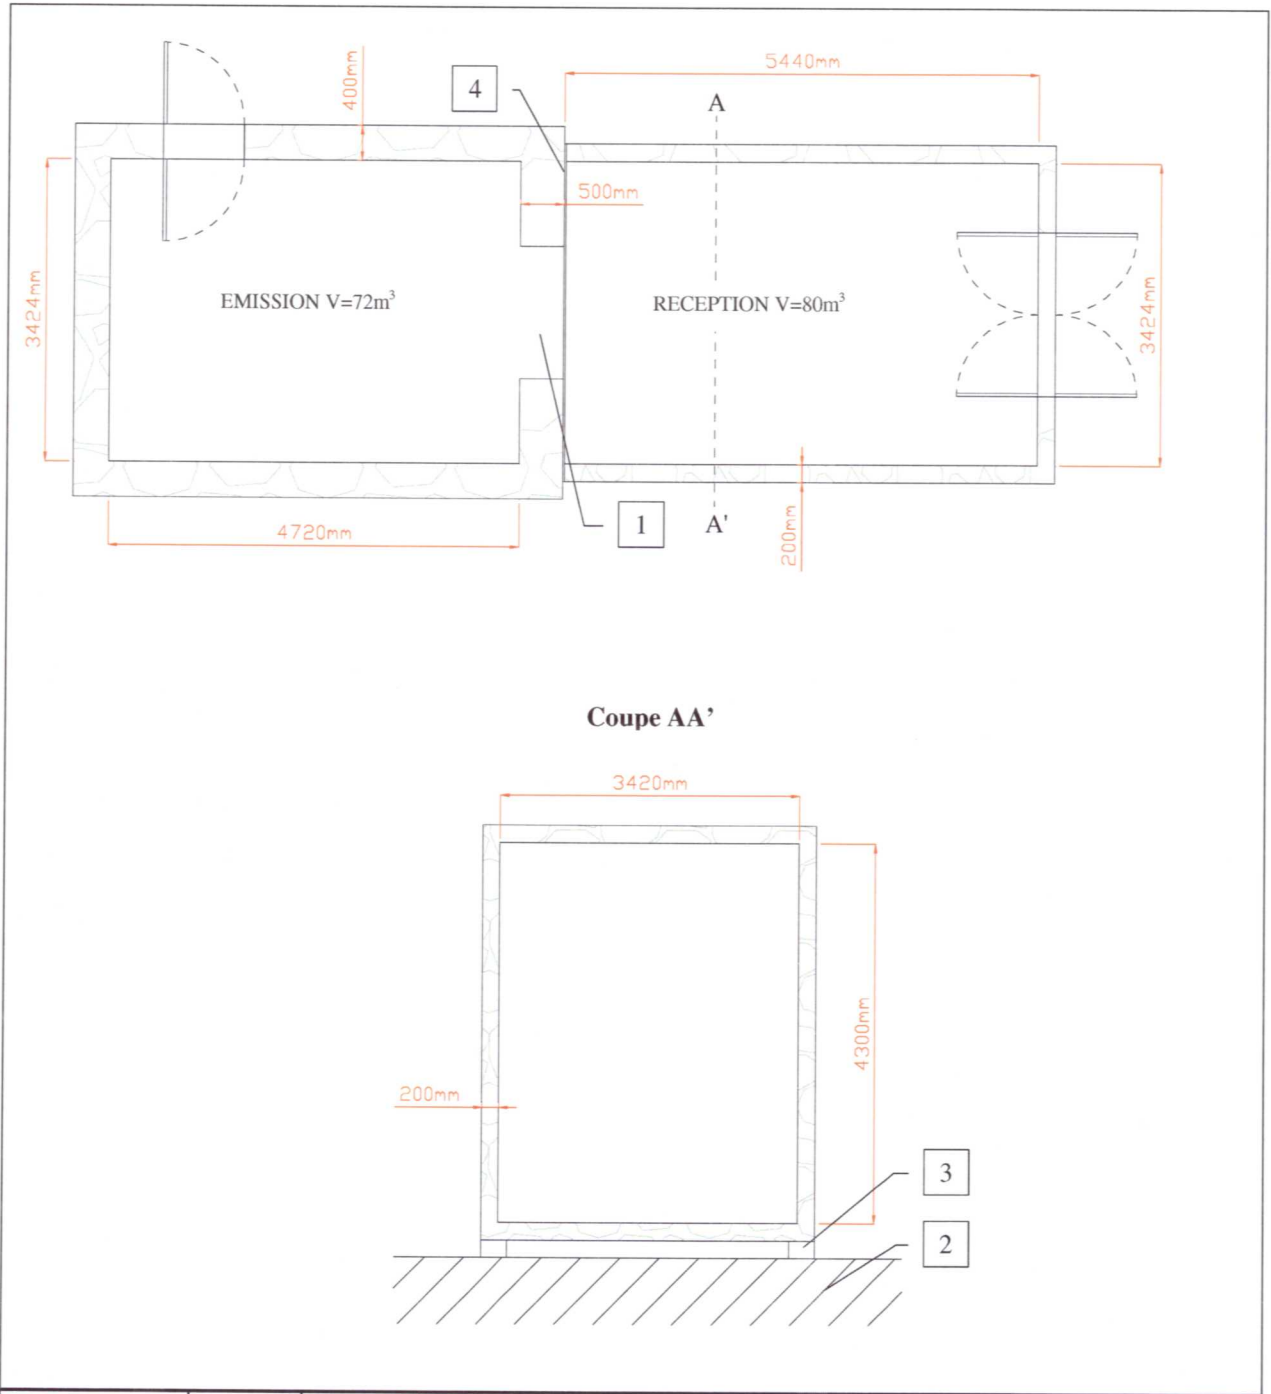 5440mm
400mm
4
A
500mm
3424mm
EMISSION V=72m³
RECEPTION V=80m³
3424mm
1
A'
4720mm
200mm
Coupe AA’
3420mm
4300mm
200mm
3
2